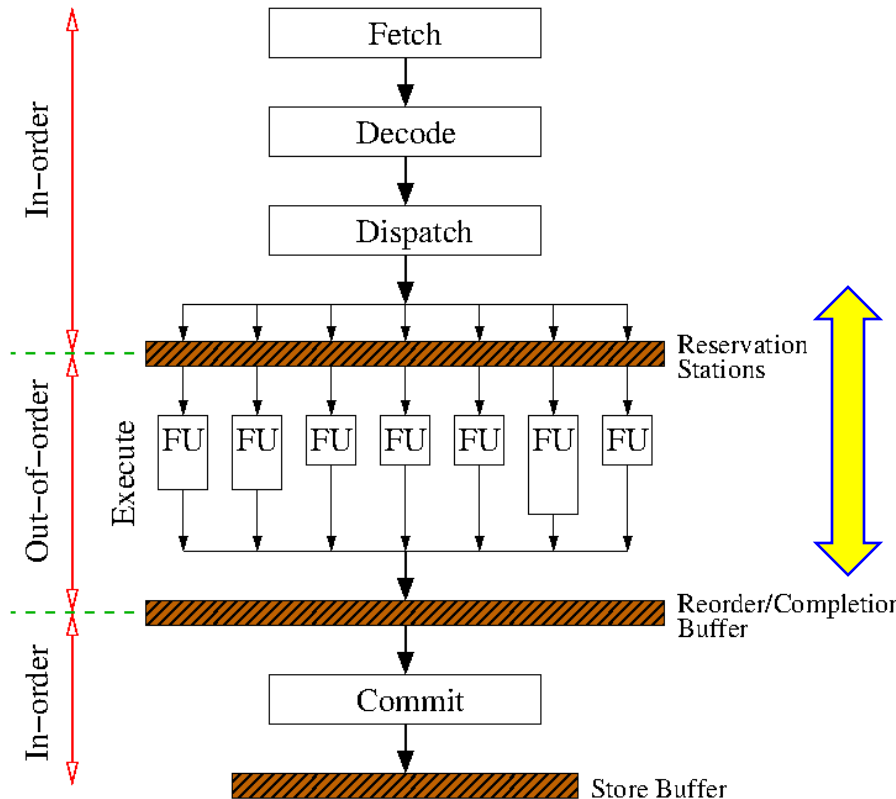 Fetch
Decode
Dispatch
In-order
Reservation
Stations
FU
FU
FU
FU
FU
FU
FU
Execute
Out-of-order
Reorder/Completion
Buffer
Commit
In-order
Store Buffer